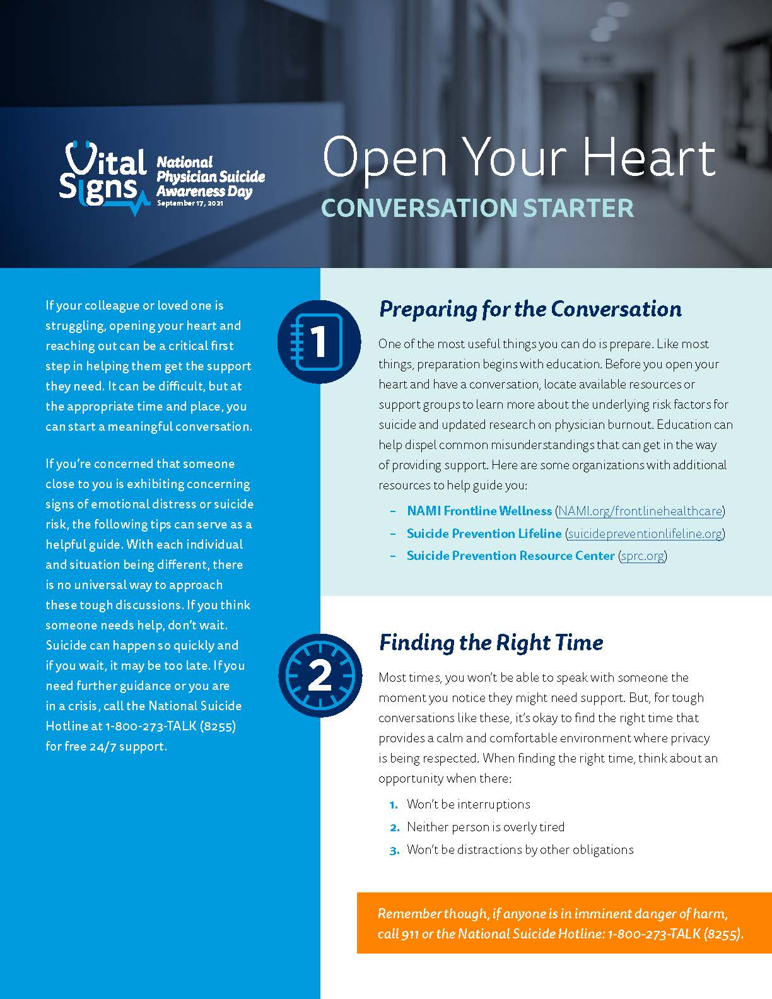 Vital
Signs
National
Physician Suicide
Awareness Day
September 17, 2021
Open Your Heart
CONVERSATION STARTER
If your colleague or loved one is
struggling, opening your heart and
reaching out can be a critical first
step in helping them get the support
they need. It can be difficult, but at
the appropriate time and place, you
can start a meaningful conversation.
If you're concerned that someone
close to you is exhibiting concerning
signs of emotional distress or suicide
risk, the following tips can serve as a
helpful guide. With each individual
and situation being different, there
is no universal way to approach
these tough discussions. If you think
someone needs help, don't wait.
Suicide can happen so quickly and
if you wait, it may be too late. If you
need further guidance or you are
in a crisis, call the National Suicide
Hotline at 1-800-273-TALK (8255)
for free 24/7 support.
1
Preparing for the Conversation
One of the most useful things you can do is prepare. Like most
things, preparation begins with education. Before you open your
heart and have a conversation, locate available resources or
support groups to learn more about the underlying risk factors for
suicide and updated research on physician burnout. Education can
help dispel common misunderstandings that can get in the way
of providing support. Here are some organizations with additional
resources to help guide you:
– NAMI Frontline Wellness (NAMI.org/frontlinehealthcare)
– Suicide Prevention Lifeline (suicidepreventionlifeline.org)
– Suicide Prevention Resource Center (sprc.org)
2
Finding the Right Time
Most times, you won't be able to speak with someone the
moment you notice they might need support. But, for tough
conversations like these, it's okay to find the right time that
provides a calm and comfortable environment where privacy
is being respected. When finding the right time, think about an
opportunity when there:
1. Won't be interruptions
2. Neither person is overly tired
3. Won't be distractions by other obligations
Remember though, if anyone is in imminent danger of harm,
call 911 or the National Suicide Hotline: 1-800-273-TALK (8255).